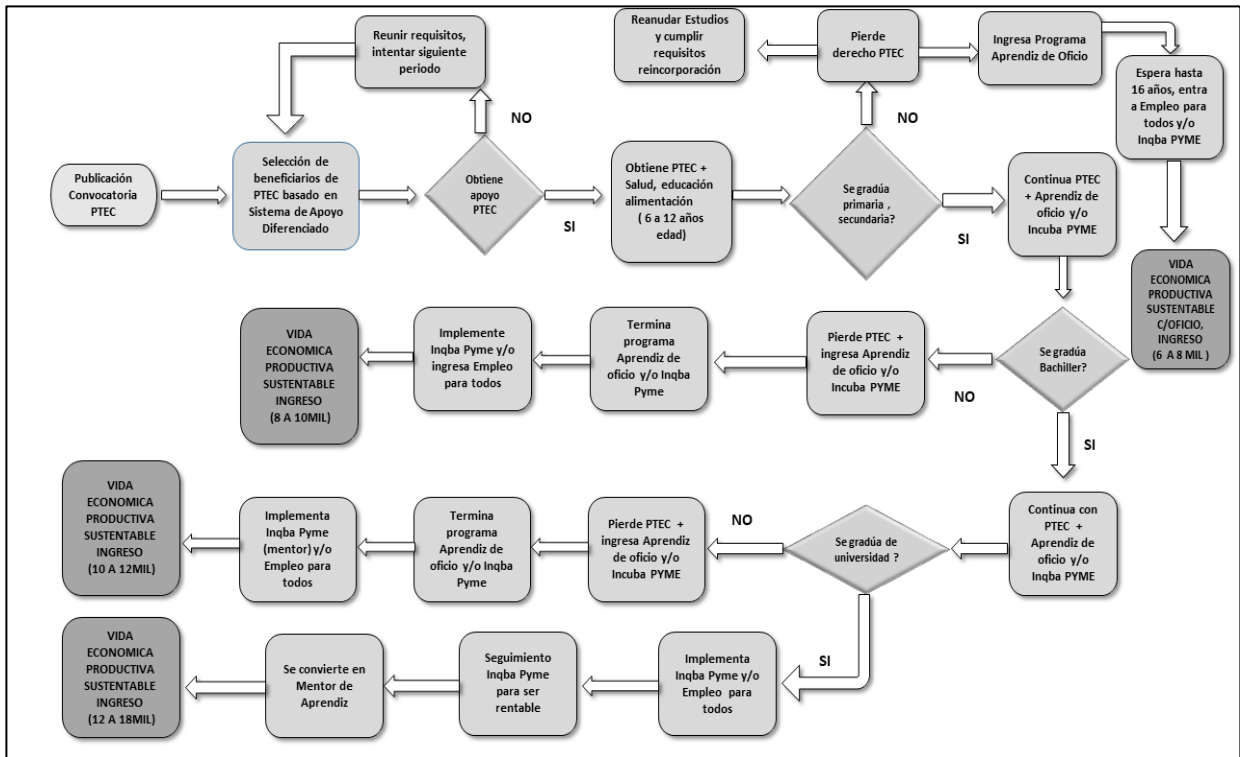 Reunir requisitos,
intentar siguiente
periodo
Reanudar Estudios
y cumplir
requisitos
reincorporación
Pierde
derecho PTEC
Ingresa Programa
Aprendiz de Oficio
Espera hasta
16 años, entra
a Empleo para
todos y/o
Inqba PYME
NO
NO
Publicación
Convocatoria
PTEC
Selección de
beneficiarios de
PTEC basado en
Sistema de Apoyo
Diferenciado
Obtiene
apoyo
PTEC
SI
Obtiene PTEC +
Salud, educación
alimentación
( 6 a 12 años
edad)
Se gradúa
primaria ,
secundaria?
SI
Continua PTEC
+ Aprendiz de
oficio y/o
Incuba PYME
VIDA
ECONOMICA
PRODUCTIVA
SUSTENTABLE
C/OFICIO,
INGRESO
(6 A 8 MIL )
Se gradúa
Bachiller?
NO
Pierde PTEC +
ingresa Aprendiz
de oficio y/o
Incuba PYME
Termina
programa
Aprendiz de
oficio y/o Inqba
Pyme
Implemente
Inqba Pyme y/o
ingresa Empleo
para todos
VIDA
ECONOMICA
PRODUCTIVA
SUSTENTABLE
INGRESO
(8 A 10MIL)
SI
Continua con
PTEC +
Aprendiz de
oficio y/o
Inqba PYME
Se gradúa de
universidad ?
NO
Pierde PTEC +
ingresa Aprendiz
de oficio y/o
Incuba PYME
Termina
programa
Aprendiz de
oficio y/o Inqba
Pyme
Implementa
Inqba Pyme
(mentor) y/o
Empleo para
todos
VIDA
ECONOMICA
PRODUCTIVA
SUSTENTABLE
INGRESO
(10 A 12MIL)
SI
Implementa
Inqba Pyme y/o
Empleo para
todos
Seguimiento
Inqba Pyme
para ser
rentable
Se convierte en
Mentor de
Aprendiz
VIDA
ECONOMICA
PRODUCTIVA
SUSTENTABLE
INGRESO
(12 A 18MIL)